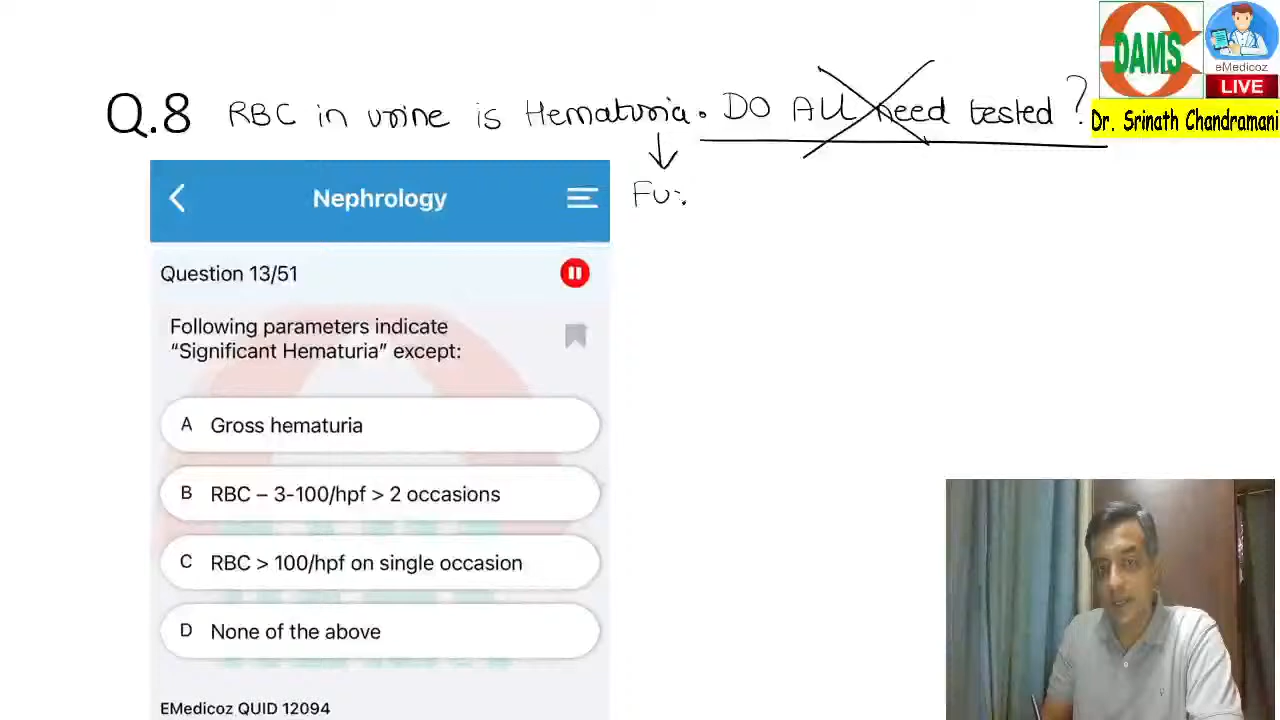 DAMS
eMedicoz
LIVE
Dr. Srinath Chandramani
Q.8 RBC in urine is Hematuria. DO ALL need tested ?
Fu:.
Nephrology
Question 13/51
Following parameters indicate
“Significant Hematuria” except:
A Gross hematuria
B RBC – 3-100/hpf > 2 occasions
C RBC > 100/hpf on single occasion
D None of the above
EMedicoz QUID 12094